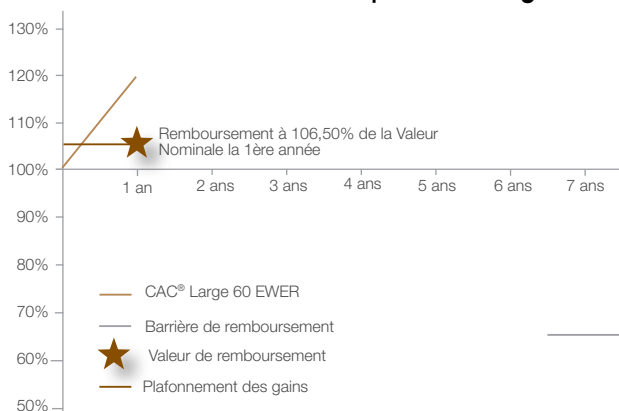 130%
120%
110%
100%
90%
80%
70%
60%
50%
Remboursement à 106,50% de la Valeur
Nominale la 1ère année
1 an 2 ans 3 ans 4 ans 5 ans 6 ans 7 ans
CAC® Large 60 EWER
Barrière de remboursement
Valeur de remboursement
Plafonnement des gains